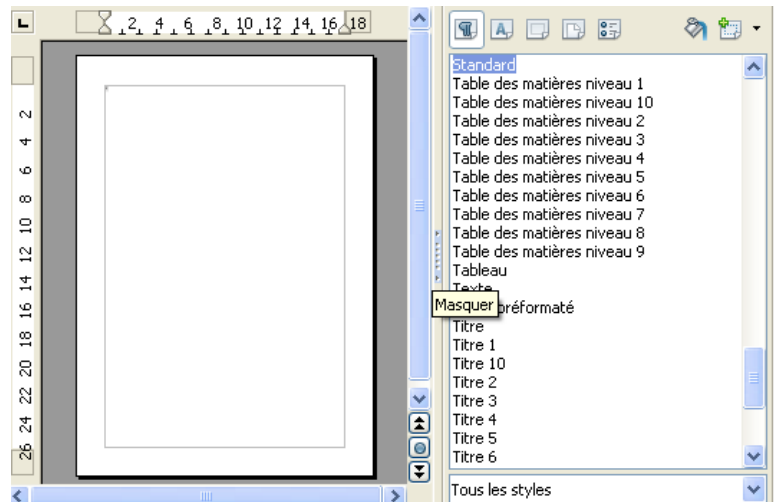 2 4 6 8 10 12 14 16 18
2
4
6
8
10
12
14
16
18
20
22
24
26
Standard
Table des matières niveau 1
Table des matières niveau 10
Table des matières niveau 2
Table des matières niveau 3
Table des matières niveau 4
Table des matières niveau 5
Table des matières niveau 6
Table des matières niveau 7
Table des matières niveau 8
Table des matières niveau 9
Tableau
Texte
Masquer préformaté
Titre
Titre 1
Titre 10
Titre 2
Titre 3
Titre 4
Titre 5
Titre 6
Tous les styles